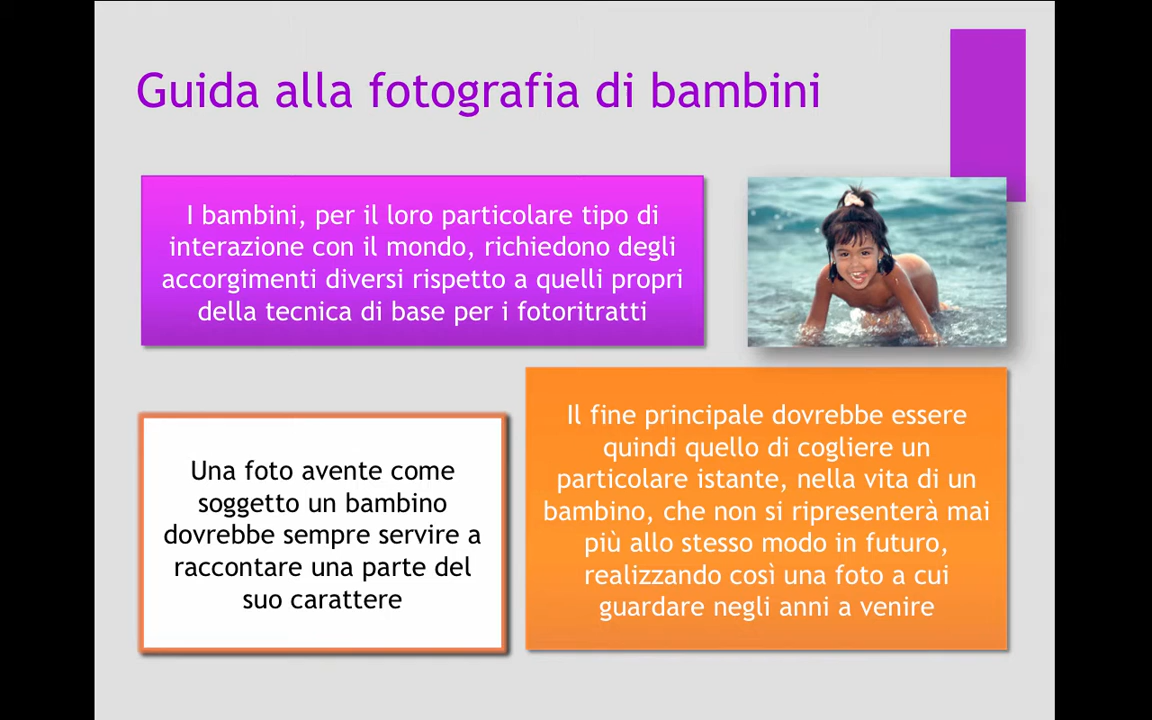 Guida alla fotografia di bambini
I bambini, per il loro particolare tipo di
interazione con il mondo, richiedono degli
accorgimenti diversi rispetto a quelli propri
della tecnica di base per i fotoritratti
Una foto avente come
soggetto un bambino
dovrebbe sempre servire a
raccontare una parte del
suo carattere
Il fine principale dovrebbe essere
quindi quello di cogliere un
particolare istante, nella vita di un
bambino, che non si ripresenterà mai
più allo stesso modo in futuro,
realizzando così una foto a cui
guardare negli anni a venire